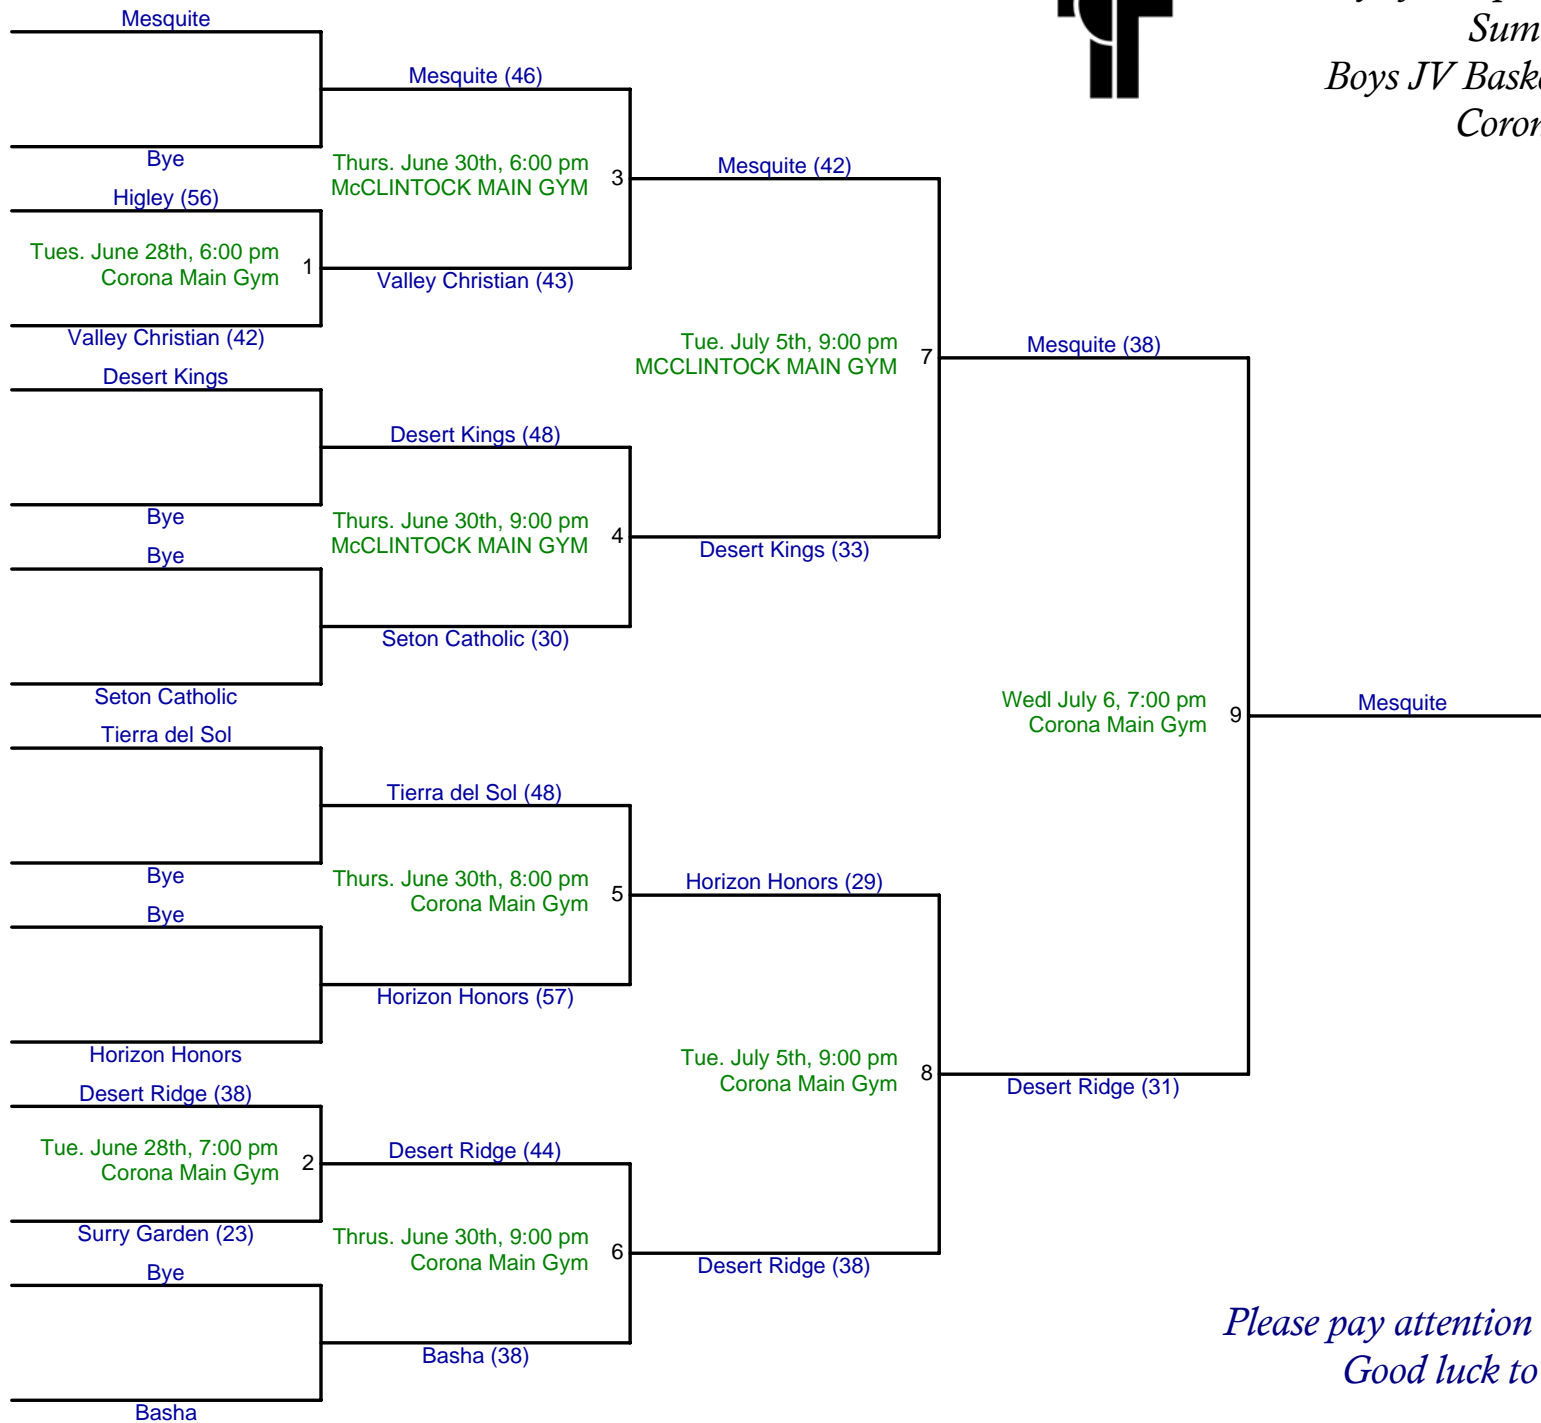 Sum
Boys JV Baske
Coron
Mesquite
Bye
Higley (56)
Tues. June 28th, 6:00 pm
Corona Main Gym
1
Valley Christian (42)
Desert Kings
Bye
Bye
Seton Catholic
Tierra del Sol
Bye
Bye
Horizon Honors
Desert Ridge (38)
Tue. June 28th, 7:00 pm
Corona Main Gym
2
Surry Garden (23)
Bye
Basha
Mesquite (46)
Thurs. June 30th, 6:00 pm
McCLINTOCK MAIN GYM
3
Valley Christian (43)
Desert Kings (48)
Thurs. June 30th, 9:00 pm
McCLINTOCK MAIN GYM
4
Seton Catholic (30)
Tierra del Sol (48)
Thurs. June 30th, 8:00 pm
Corona Main Gym
5
Horizon Honors (57)
Desert Ridge (44)
Thrus. June 30th, 9:00 pm
Corona Main Gym
6
Basha (38)
Mesquite (42)
Tue. July 5th, 9:00 pm
MCCLINTOCK MAIN GYM
7
Desert Kings (33)
Horizon Honors (29)
Tue. July 5th, 9:00 pm
Corona Main Gym
8
Desert Ridge (38)
Mesquite (38)
Wedl July 6, 7:00 pm
Corona Main Gym
9
Desert Ridge (31)
Mesquite
Please pay attention
Good luck to